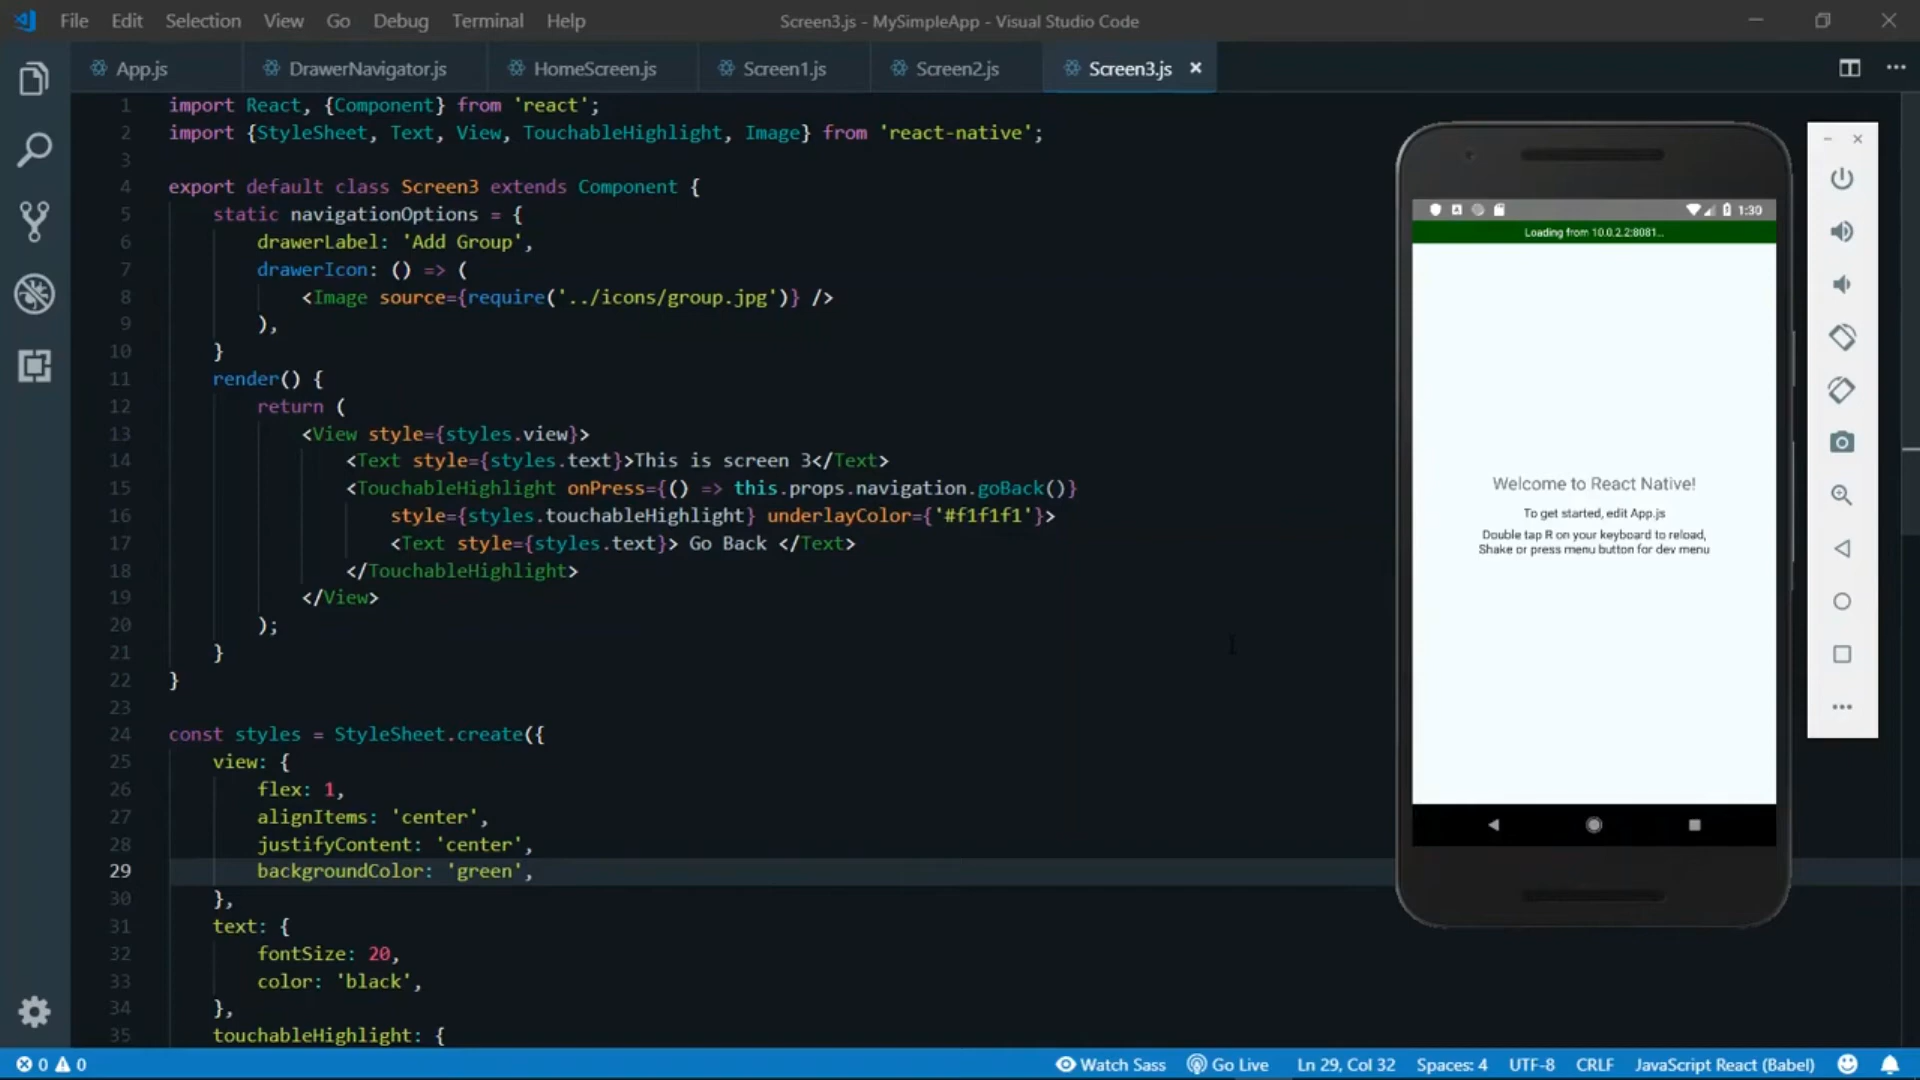 File Edit Selection View Go Debug Terminal Help
Screen3.js - MySimpleApp - Visual Studio Code
App.js DrawerNavigator.js HomeScreen.js Screen1.js Screen2.js Screen3.js
1 import React, {Component} from 'react';
2 import {StyleSheet, Text, View, TouchableHighlight, Image} from 'react-native';
3
4 export default class Screen3 extends Component {
5 static navigationOptions = {
6 drawerLabel: 'Add Group',
7 drawerIcon: () => (
8 <Image source={require('../icons/group.jpg')} />
9 ),
10 }
11 render() {
12 return (
13 <View style={styles.view}>
14 <Text style={styles.text}>This is screen 3</Text>
15 <TouchableHighlight onPress={() => this.props.navigation.goBack()}
16 style={styles.touchableHighlight} underlayColor={'#f1f1f1'}>
17 <Text style={styles.text}> Go Back </Text>
18 </TouchableHighlight>
19 </View>
20 );
21 }
22 }
23
24 const styles = StyleSheet.create({
25 view: {
26 flex: 1,
27 alignItems: 'center',
28 justifyContent: 'center',
29 backgroundColor: 'green',
30 },
31 text: {
32 fontSize: 20,
33 color: 'black',
34 },
35 touchableHighlight: {
1:30
Loading from 10.0.2.2:8081...
Welcome to React Native!
To get started, edit App.js
Double tap R on your keyboard to reload,
Shake or press menu button for dev menu
0 0 Watch Sass Go Live Ln 29, Col 32 Spaces: 4 UTF-8 CRLF JavaScript React (Babel)